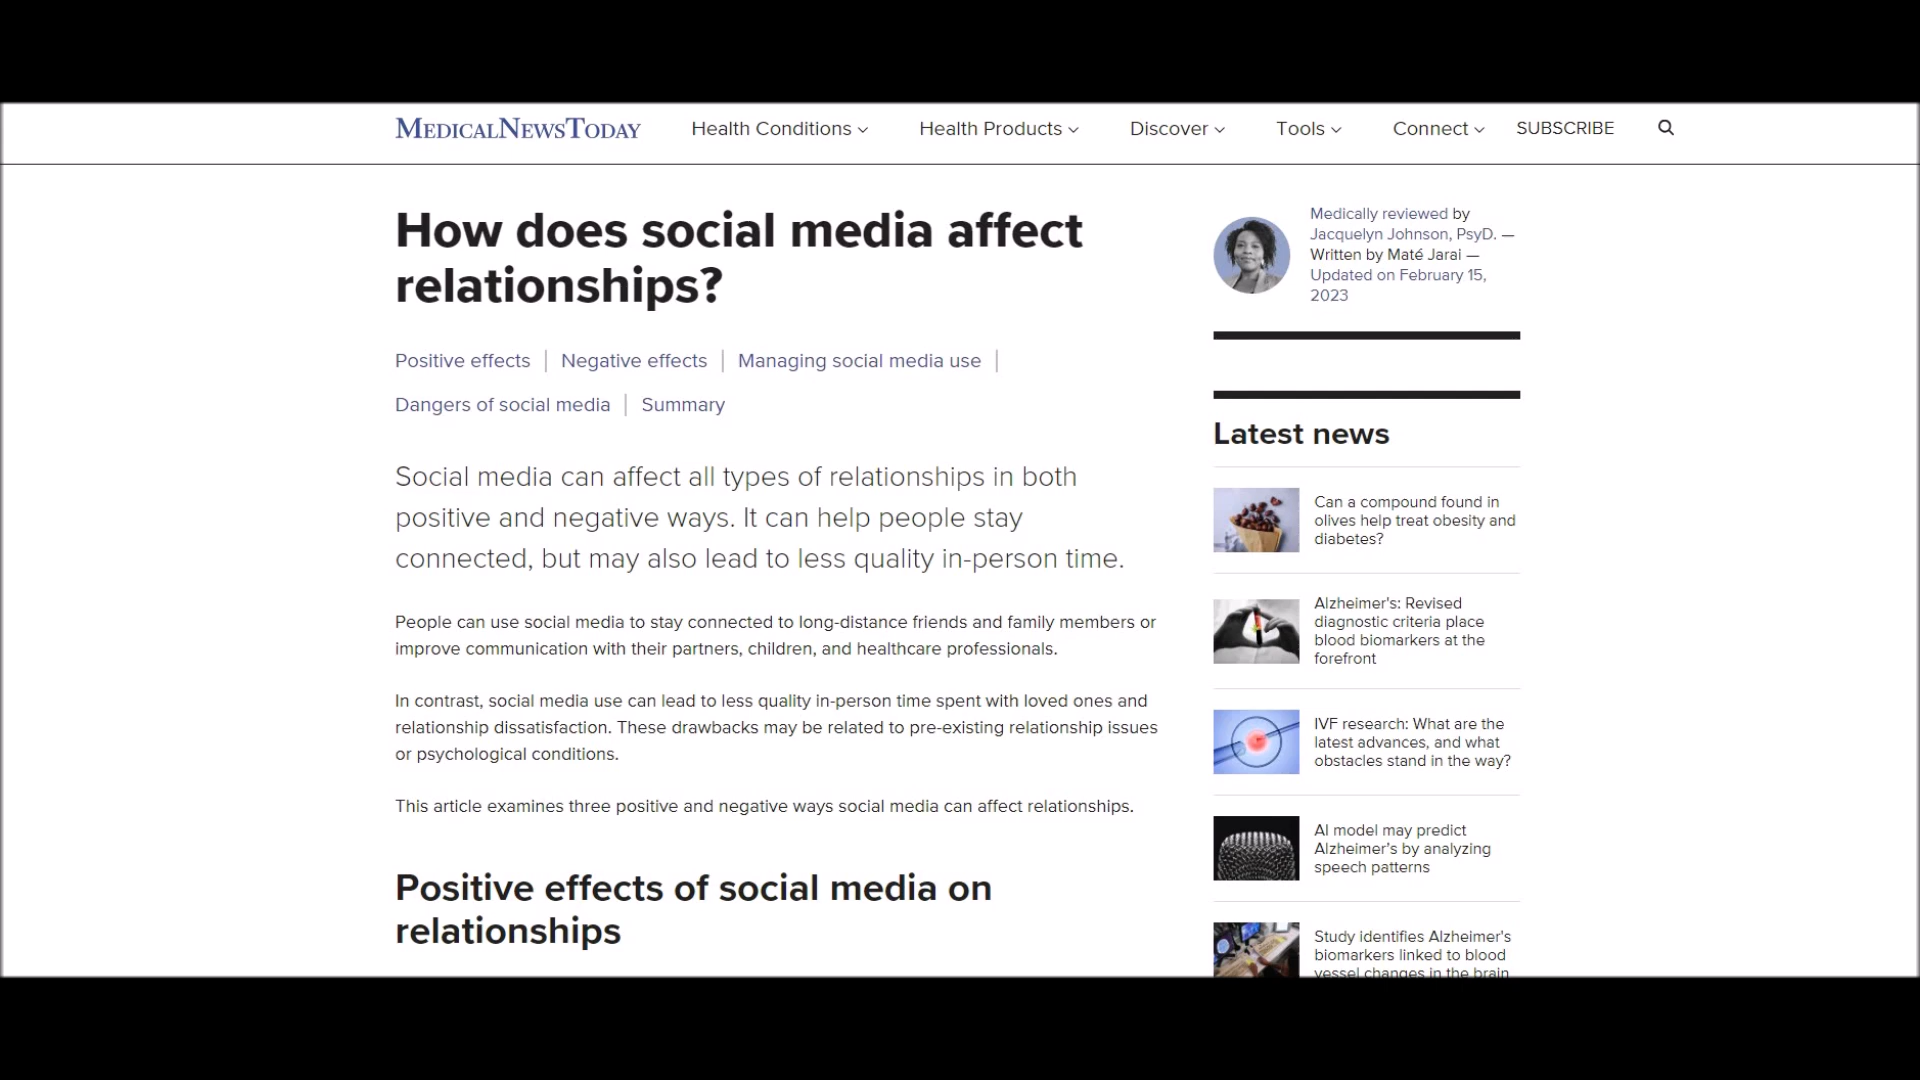 MEDICALNEWSTODAY
Health Conditions
Health Products
Discover
Tools
Connect
SUBSCRIBE
How does social media affect
relationships?
Positive effects
Negative effects
Managing social media use
Dangers of social media
Summary
Social media can affect all types of relationships in both
positive and negative ways. It can help people stay
connected, but may also lead to less quality in-person time.
People can use social media to stay connected to long-distance friends and family members or
improve communication with their partners, children, and healthcare professionals.
In contrast, social media use can lead to less quality in-person time spent with loved ones and
relationship dissatisfaction. These drawbacks may be related to pre-existing relationship issues
or psychological conditions.
This article examines three positive and negative ways social media can affect relationships.
Positive effects of social media on
relationships
Medically reviewed by
Jacquelyn Johnson, PsyD. —
Written by Maté Jarai —
Updated on February 15,
2023
Latest news
Can a compound found in
olives help treat obesity and
diabetes?
Alzheimer's: Revised
diagnostic criteria place
blood biomarkers at the
forefront
IVF research: What are the
latest advances, and what
obstacles stand in the way?
AI model may predict
Alzheimer's by analyzing
speech patterns
Study identifies Alzheimer's
biomarkers linked to blood
vessel changes in the brain